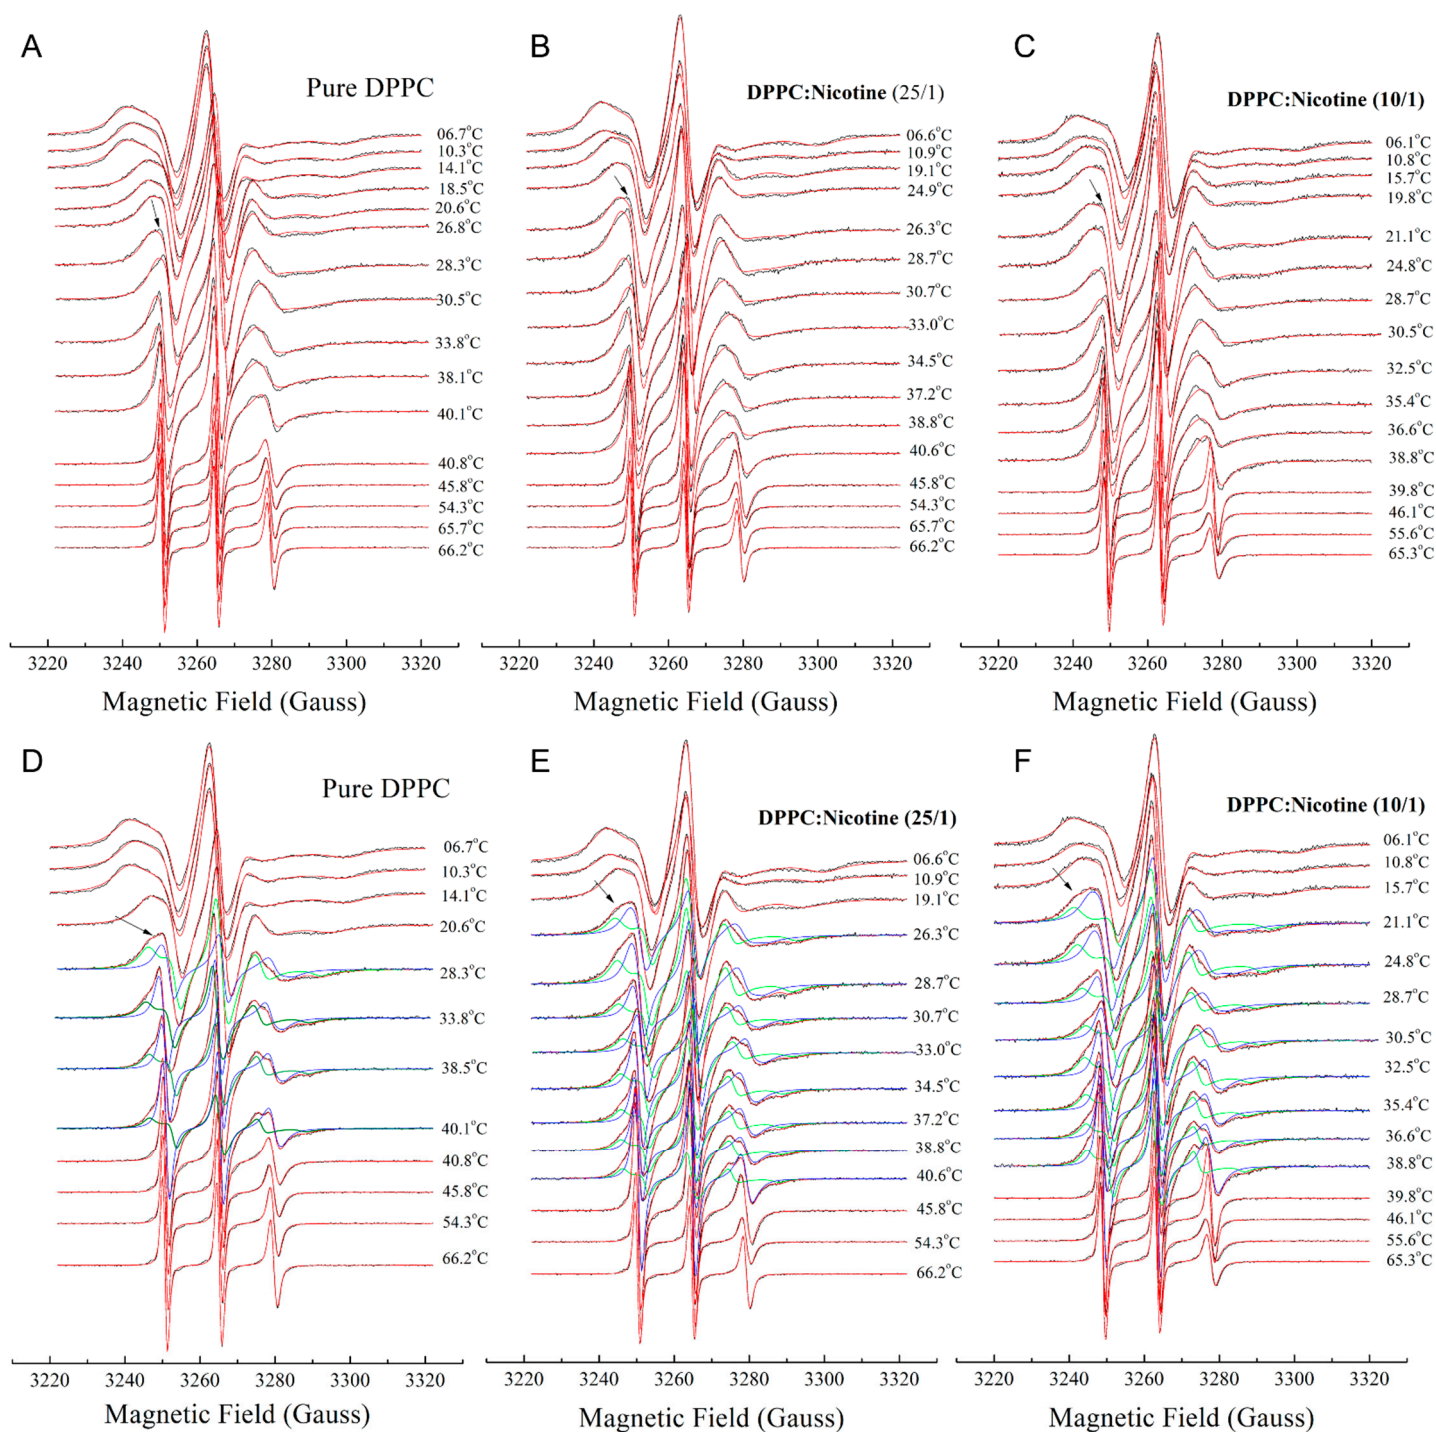 A
Pure DPPC
06.7°C
10.3°C
14.1°C
18.5°C
20.6°C
26.8°C
28.3°C
30.5°C
33.8°C
38.1°C
40.1°C
40.8°C
45.8°C
54.3°C
65.7°C
66.2°C
3220 3240 3260 3280 3300 3320
Magnetic Field (Gauss)
B
DPPC:Nicotine (25/1)
06.6°C
10.9°C
19.1°C
24.9°C
26.3°C
28.7°C
30.7°C
33.0°C
34.5°C
37.2°C
38.8°C
40.6°C
45.8°C
54.3°C
65.7°C
66.2°C
3220 3240 3260 3280 3300 3320
Magnetic Field (Gauss)
C
DPPC:Nicotine (10/1)
06.1°C
10.8°C
15.7°C
19.8°C
21.1°C
24.8°C
28.7°C
30.5°C
32.5°C
35.4°C
36.6°C
38.8°C
39.8°C
46.1°C
55.6°C
65.3°C
3220 3240 3260 3280 3300 3320
Magnetic Field (Gauss)
D
Pure DPPC
06.7°C
10.3°C
14.1°C
20.6°C
28.3°C
33.8°C
38.5°C
40.1°C
40.8°C
45.8°C
54.3°C
66.2°C
3220 3240 3260 3280 3300 3320
Magnetic Field (Gauss)
E
DPPC:Nicotine (25/1)
06.6°C
10.9°C
19.1°C
26.3°C
28.7°C
30.7°C
33.0°C
34.5°C
37.2°C
38.8°C
40.6°C
45.8°C
54.3°C
66.2°C
3220 3240 3260 3280 3300 3320
Magnetic Field (Gauss)
F
DPPC:Nicotine (10/1)
06.1°C
10.8°C
15.7°C
21.1°C
24.8°C
28.7°C
30.5°C
32.5°C
35.4°C
36.6°C
38.8°C
39.8°C
46.1°C
55.6°C
65.3°C
3220 3240 3260 3280 3300 3320
Magnetic Field (Gauss)